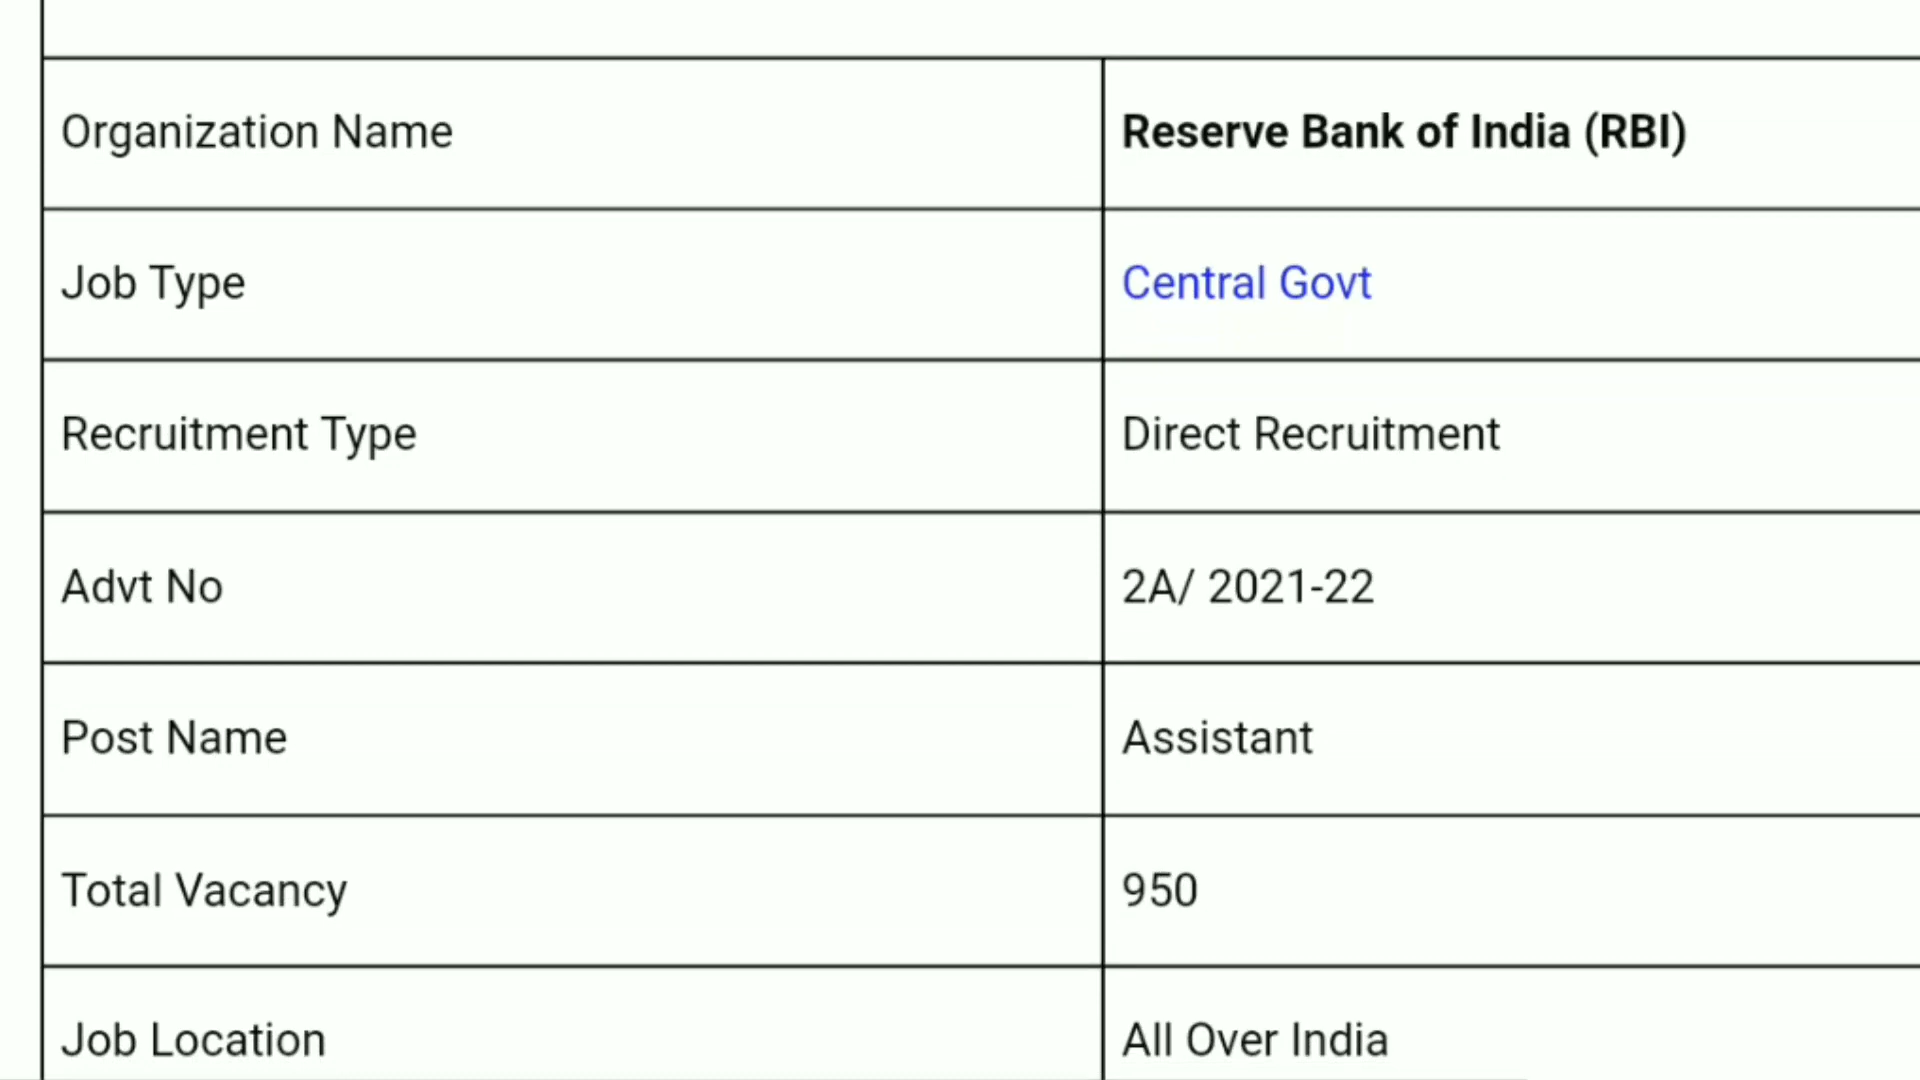 Organization Name
Reserve Bank of India (RBI)
Job Type
Central Govt
Recruitment Type
Direct Recruitment
Advt No
2A/ 2021-22
Post Name
Assistant
Total Vacancy
950
Job Location
All Over India